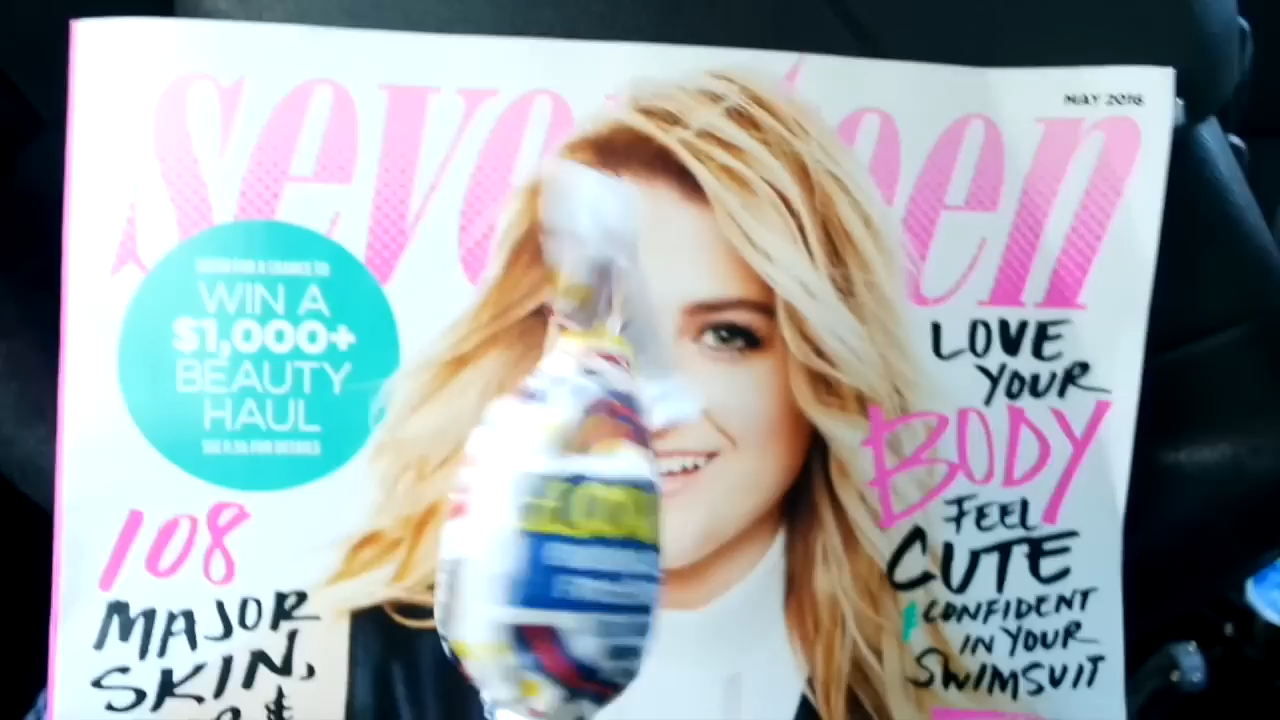 seventeen
MAY 2016
WIN A
$1,000+
BEAUTY
HAUL
108
MAJOR
SKIN,
LOVE
YOUR
BODY
FEEL
CUTE
& CONFIDENT
IN YOUR
SWIMSUIT